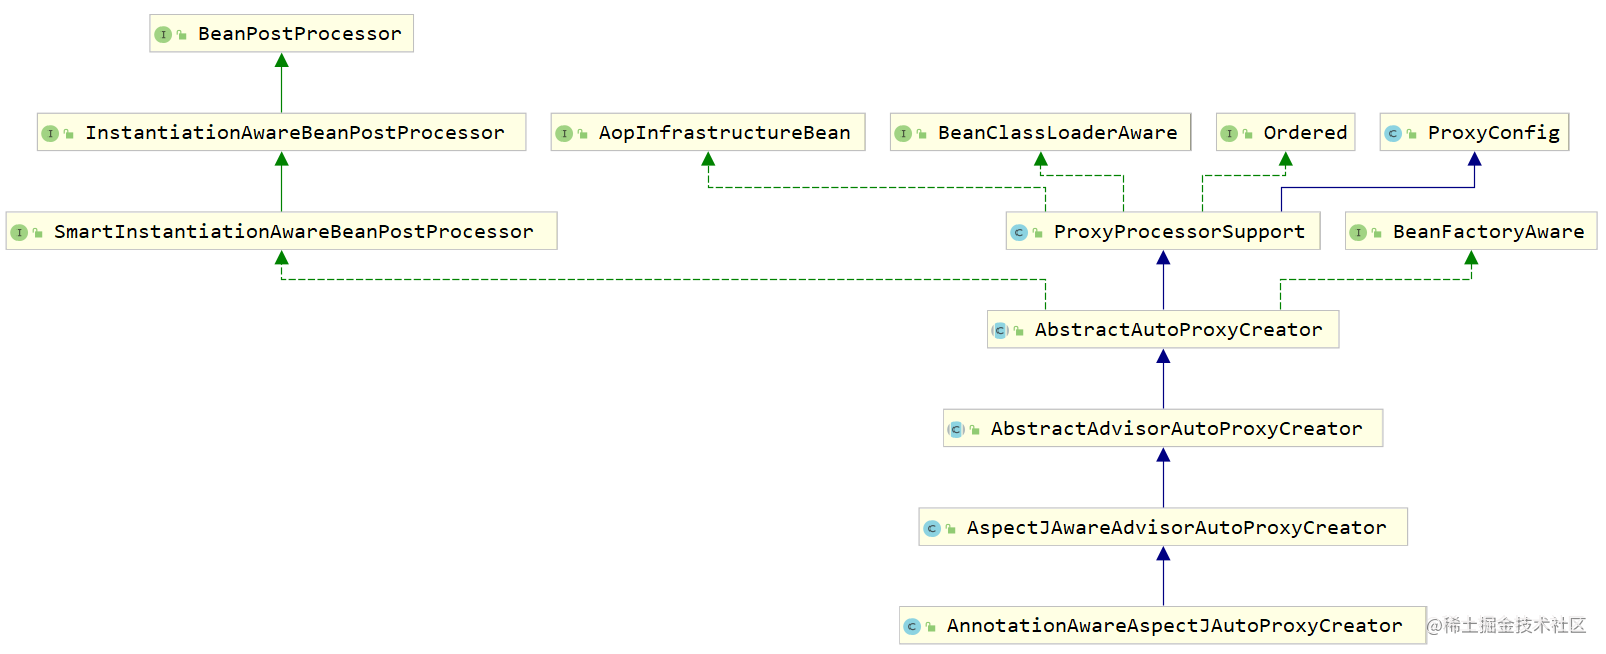 BeanPostProcessor
InstantiationAwareBeanPostProcessor
AopInfrastructureBean
BeanClassLoaderAware
Ordered
ProxyConfig
SmartInstantiationAwareBeanPostProcessor
ProxyProcessorSupport
BeanFactoryAware
AbstractAutoProxyCreator
AbstractAdvisorAutoProxyCreator
AspectJAwareAdvisorAutoProxyCreator
AnnotationAwareAspectJAutoProxyCreator
@稀土掘金技术社区